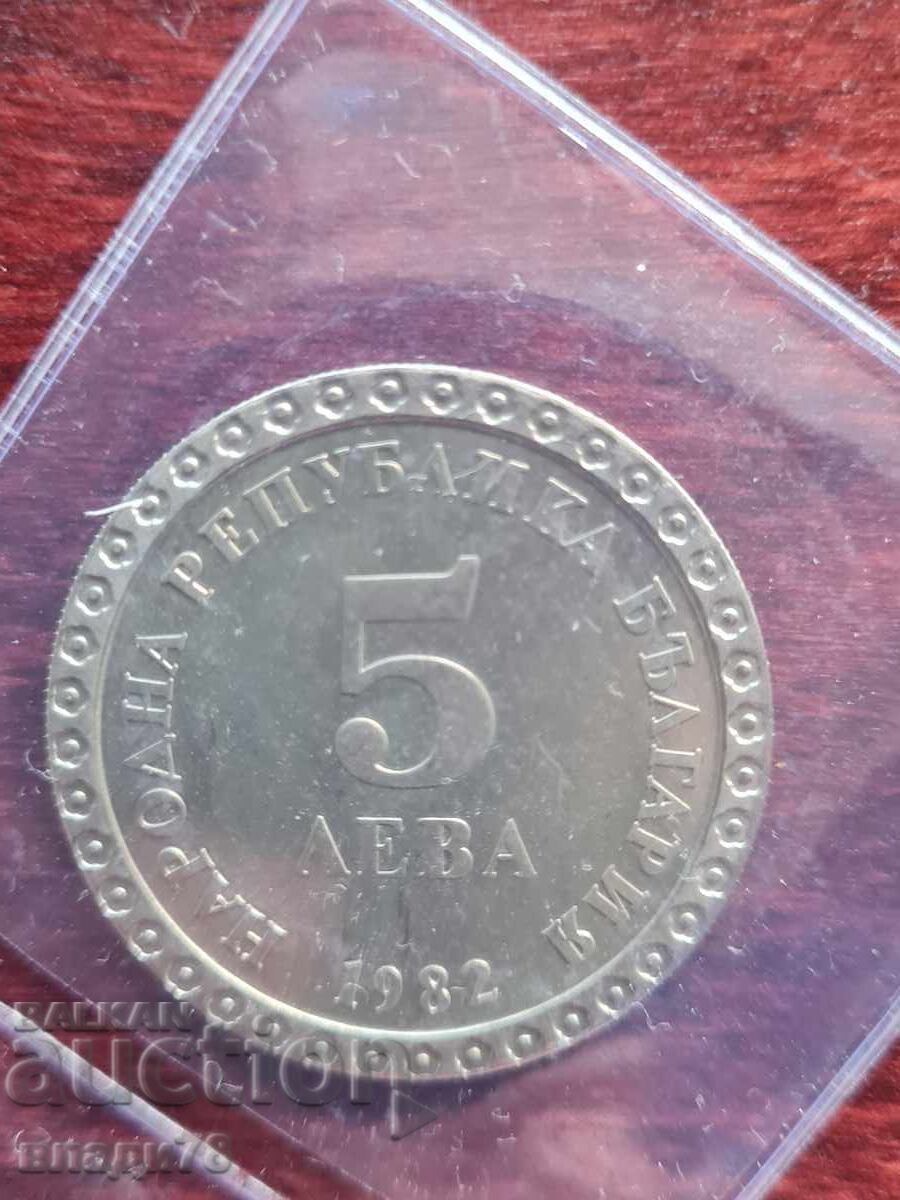 НАРОДНА РЕПУБЛИКА БЪЛГАРИЯ
5
ЛЕВА
1982
BALKAN
auction
Влади78